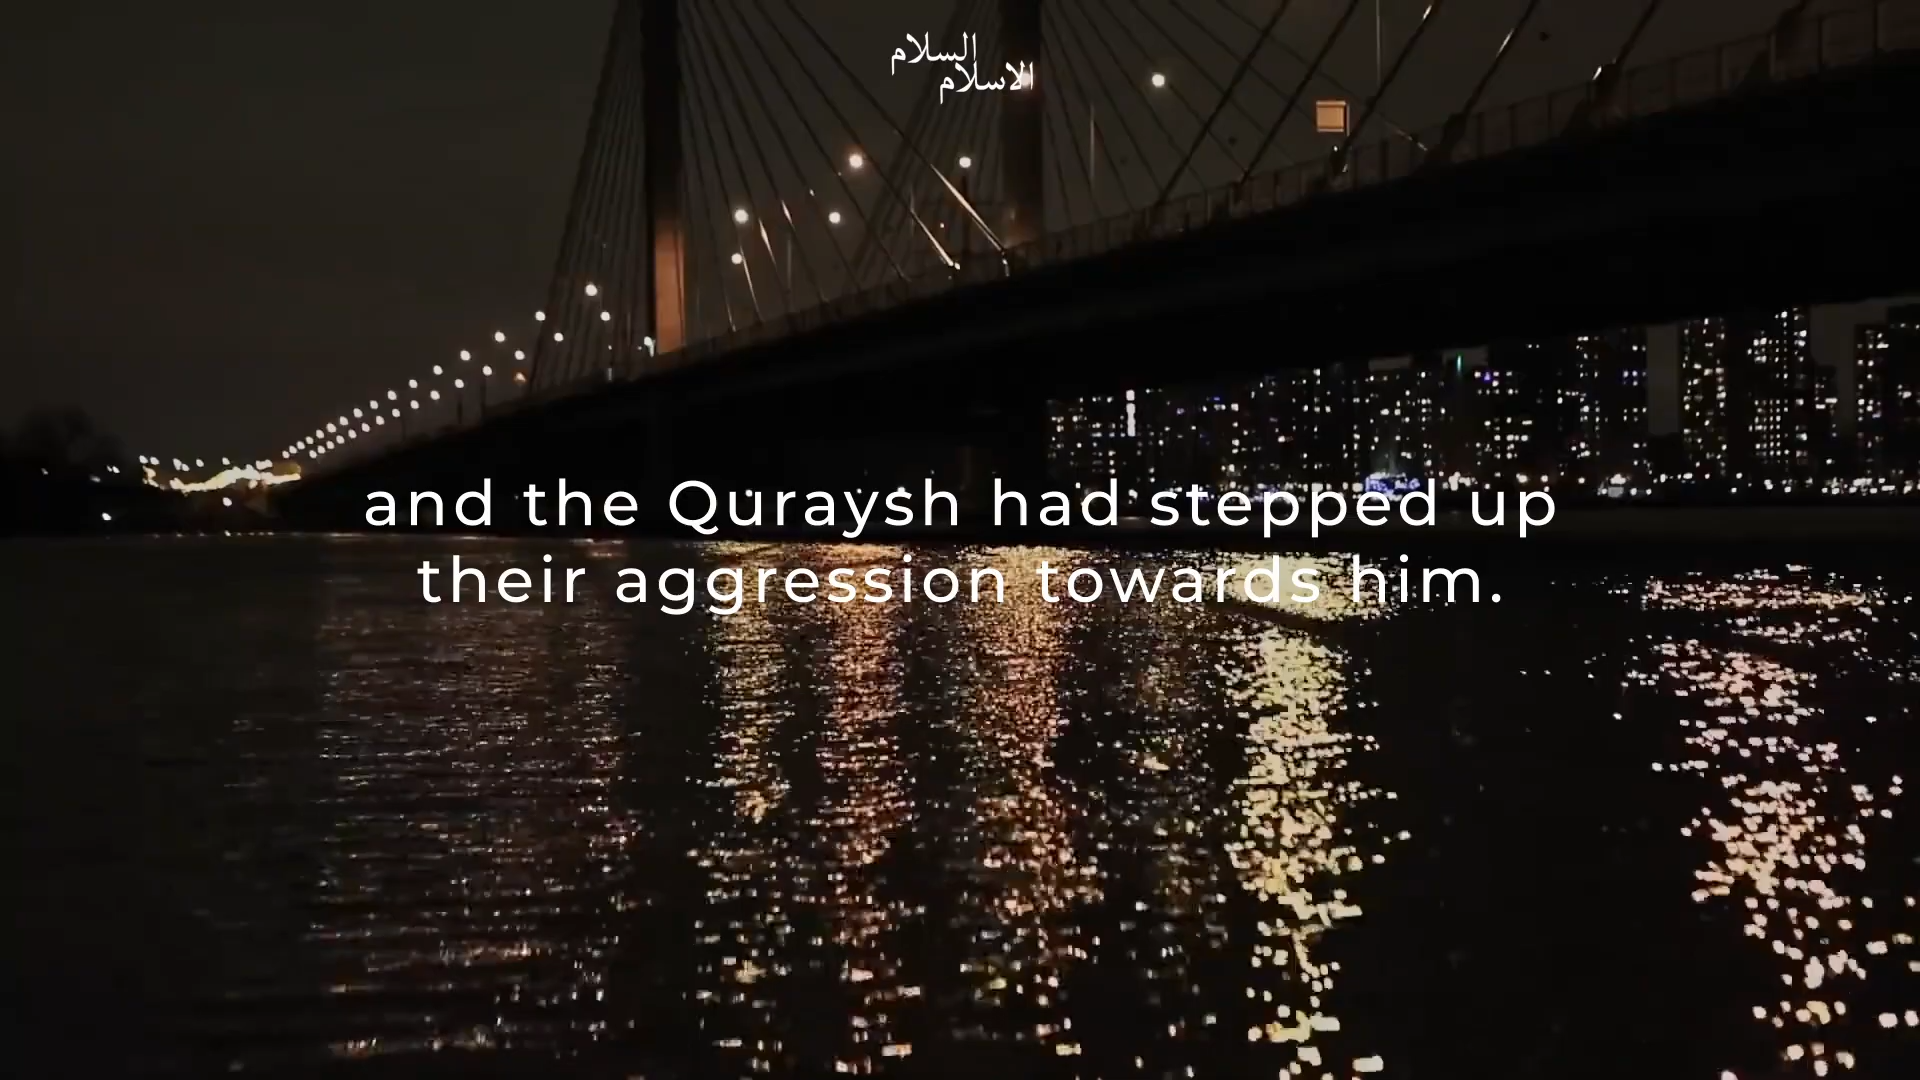 السلام
الاسلام
and the Quraysh had stepped up
their aggression towards him.